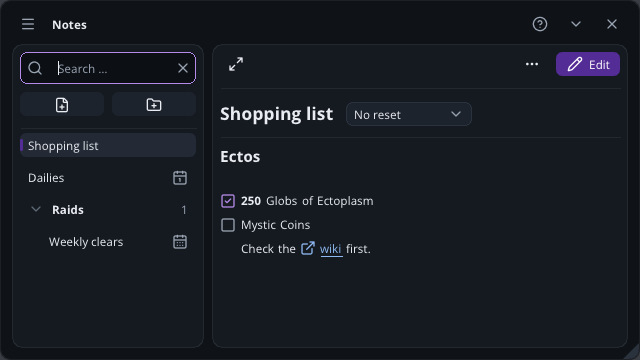 Notes
Search ...
Edit
Shopping list
No reset
Shopping list
Dailies
Raids 1
Weekly clears
Ectos
250 Globs of Ectoplasm
Mystic Coins
Check the wiki first.